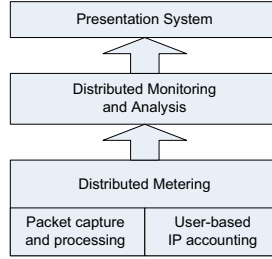 Presentation System
Distributed Monitoring
and Analysis
Distributed Metering
Packet capture
and processing
User-based
IP accounting